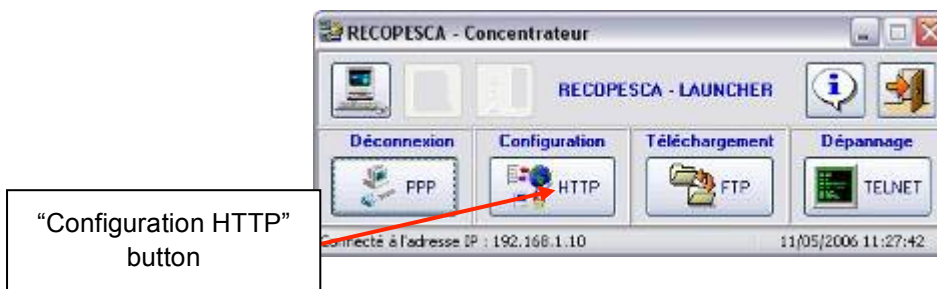 RECOPESCA - Concentrateur
RECOPESCA - LAUNCHER
Déconnexion
Configuration
Téléchargement
Dépannage
PPP
HTTP
FTP
TELNET
“Configuration HTTP”
button
Connecté à l'adresse IP : 192.168.1.10
11/05/2006 11:27:42